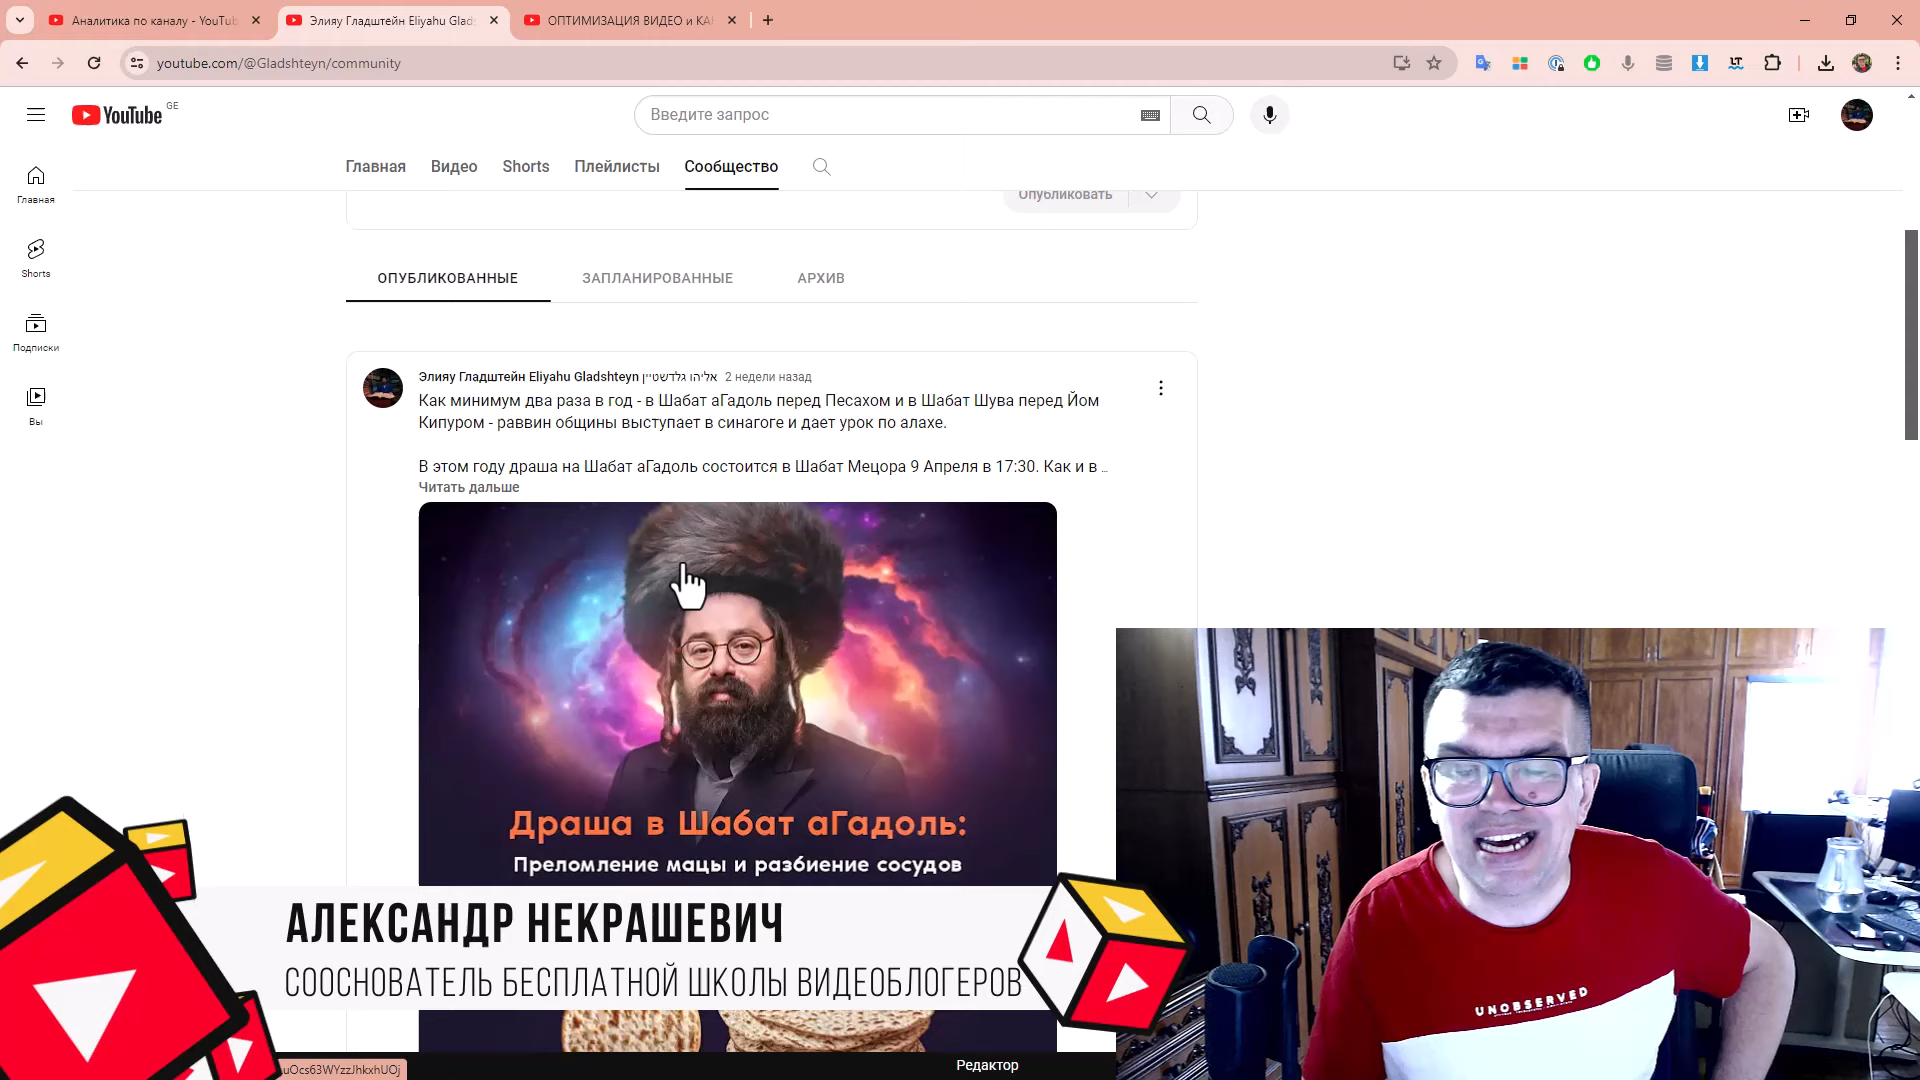 Аналитика по каналу - YouTub
Элияу Гладштейн Eliyahu Glads
ОПТИМИЗАЦИЯ ВИДЕО и КА
youtube.com/@Gladshteyn/community
YouTube GE
Введите запрос
Главная Видео Shorts Плейлисты Сообщество
Главная
Shorts
Подписки
Вы
Опубликовать
ОПУБЛИКОВАННЫЕ ЗАПЛАНИРОВАННЫЕ АРХИВ
Элияу Гладштейн Eliyahu Gladshteyn אליהו גלדשטיין 2 недели назад
Как минимум два раза в год - в Шабат аГадоль перед Песахом и в Шабат Шува перед Йом
Кипуром - раввин общины выступает в синагоге и дает урок по алахе.
В этом году драша на Шабат аГадоль состоится в Шабат Мецора 9 Апреля в 17:30. Как и в ...
Читать дальше
Драша в Шабат аГадоль:
Преломление мацы и разбиение сосудов
АЛЕКСАНДР НЕКРАШЕВИЧ
СООСНОВАТЕЛЬ БЕСПЛАТНОЙ ШКОЛЫ ВИДЕОБЛОГЕРОВ
UNOBSERVED
uOcs63WYzzJhkxhUOj
Редактор